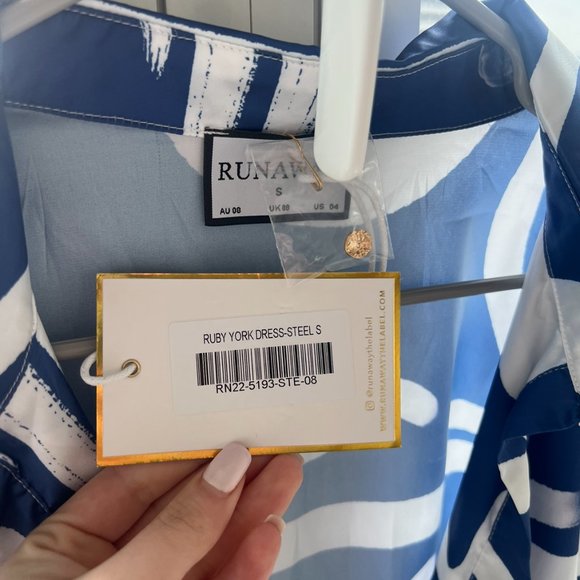 RUNAW
S
AU 08 UK 08 US 04
RUBY YORK DRESS-STEEL S
RN22-5193-STE-08
@runawaythelabel
WWW.RUNAWAYTHELABEL.COM